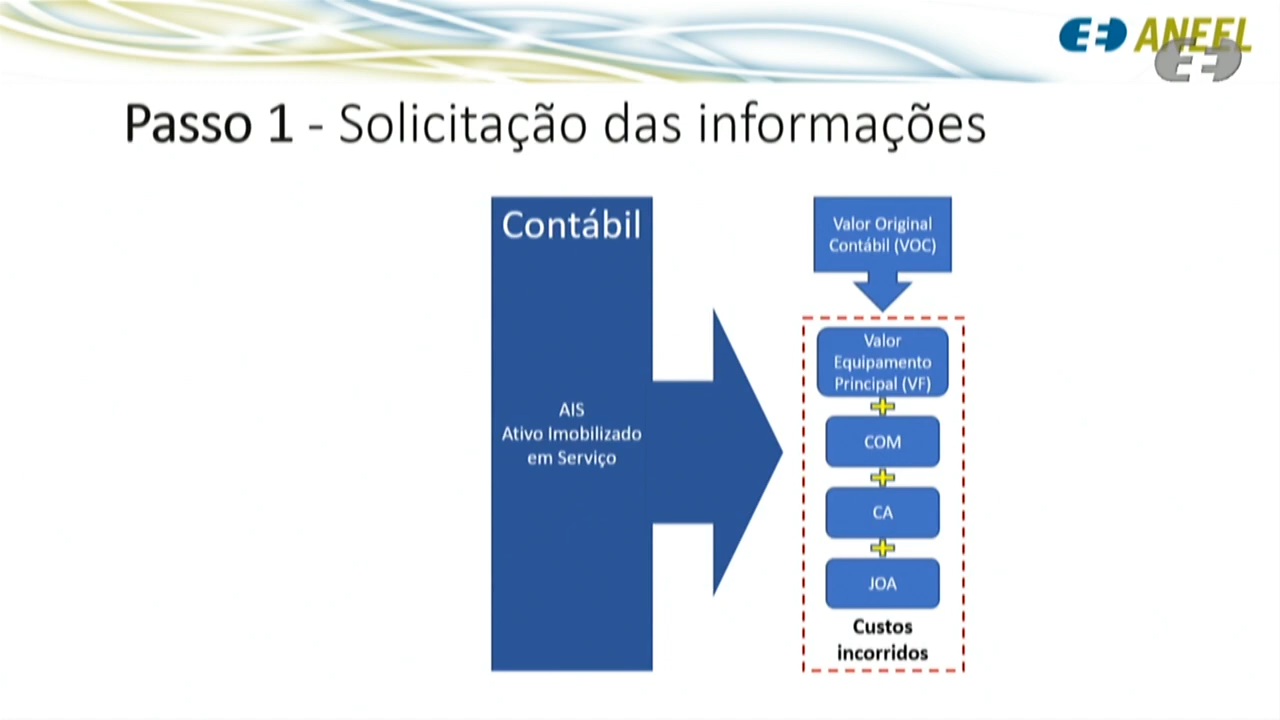 ANEEL
Passo 1 - Solicitação das informações
Contábil
AIS
Ativo Imobilizado
em Serviço
Valor Original
Contábil (VOC)
Valor
Equipamento
Principal (VF)
+
COM
+
CA
+
JOA
Custos
incorridos